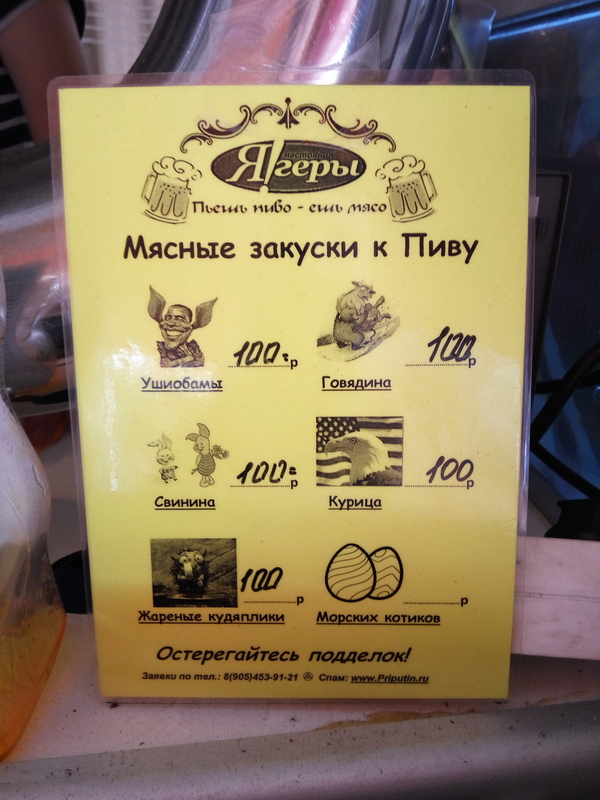 настоящие
Я!геры
Пьешь пиво - ешь мясо
Мясные закуски к Пиву
100= р
100 р
Ушиобамы
Говядина
100= р
100 р
Свинина
Курица
100 р
р
Жареные кудяплики
Морских котиков
Остерегайтесь подделок!
Заявки по тел.: 8(905)453-91-21 Спам: www.Priputin.ru